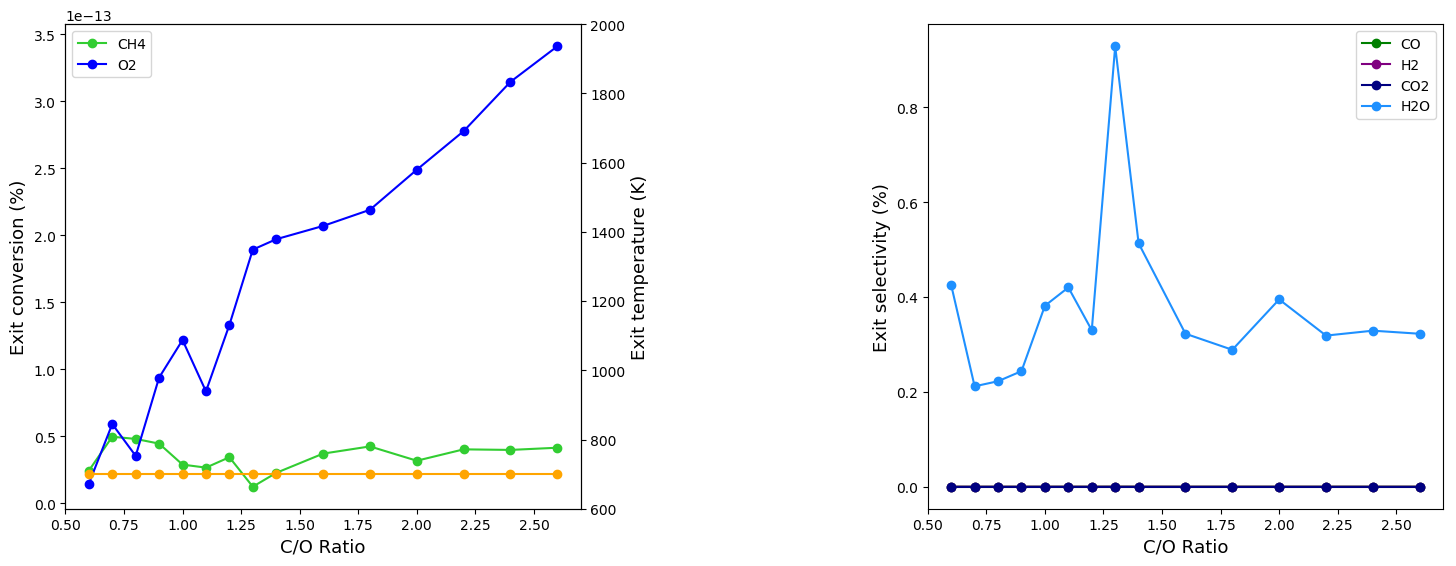 1e−13
CH4
O2
3.5
3.0
2.5
2.0
1.5
1.0
0.5
0.0
Exit conversion (%)
0.50 0.75 1.00 1.25 1.50 1.75 2.00 2.25 2.50
C/O Ratio
2000
1800
1600
1400
1200
1000
800
600
Exit temperature (K)
CO
H2
CO2
H2O
0.8
0.6
0.4
0.2
0.0
Exit selectivity (%)
0.50 0.75 1.00 1.25 1.50 1.75 2.00 2.25 2.50
C/O Ratio